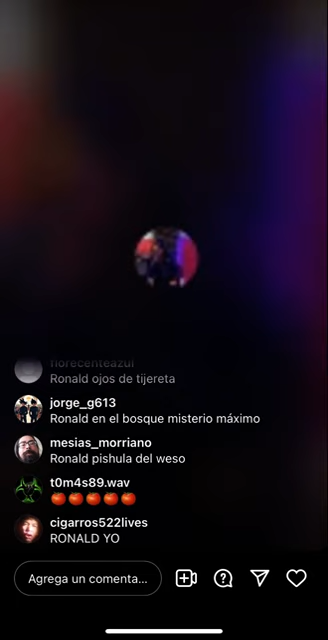 florecenteazul
Ronald ojos de tijereta
jorge_g613
Ronald en el bosque misterio máximo
mesias_morriano
Ronald pishula del weso
t0m4s89.wav
🍅🍅🍅🍅🍅
cigarros522lives
RONALD YO
Agrega un comenta...